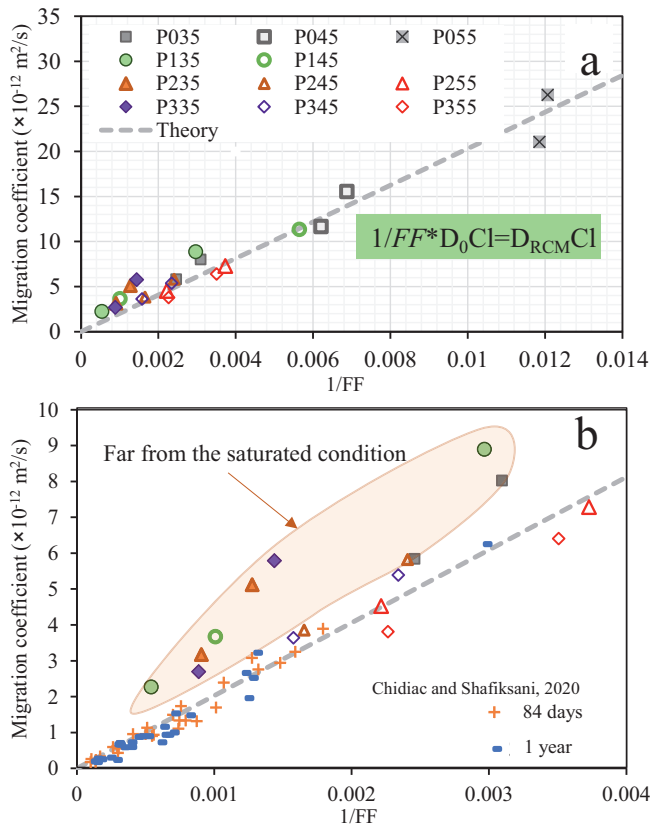 a
P035 P045 P055
P135 P145
P235 P245 P255
P335 P345 P355
Theory
1/FF*D₀Cl=D_RCMCl
Migration coefficient (×10⁻¹² m²/s)
35
30
25
20
15
10
5
0
0 0.002 0.004 0.006 0.008 0.01 0.012 0.014
1/FF
b
Far from the saturated condition
Chidiac and Shafiksani, 2020
84 days
1 year
Migration coefficient (×10⁻¹² m²/s)
10
9
8
7
6
5
4
3
2
1
0
0 0.001 0.002 0.003 0.004
1/FF